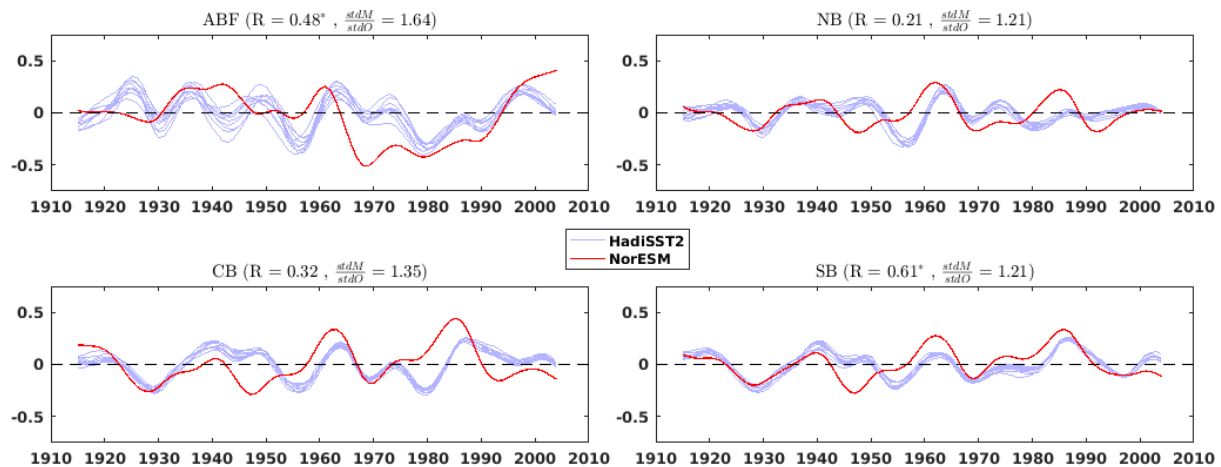 ABF (R = 0.48* , stdM/stdO = 1.64)
NB (R = 0.21 , stdM/stdO = 1.21)
0.5
0
-0.5
1910 1920 1930 1940 1950 1960 1970 1980 1990 2000 2010
0.5
0
-0.5
1910 1920 1930 1940 1950 1960 1970 1980 1990 2000 2010
HadiSST2
NorESM
CB (R = 0.32 , stdM/stdO = 1.35)
SB (R = 0.61* , stdM/stdO = 1.21)
0.5
0
-0.5
1910 1920 1930 1940 1950 1960 1970 1980 1990 2000 2010
0.5
0
-0.5
1910 1920 1930 1940 1950 1960 1970 1980 1990 2000 2010